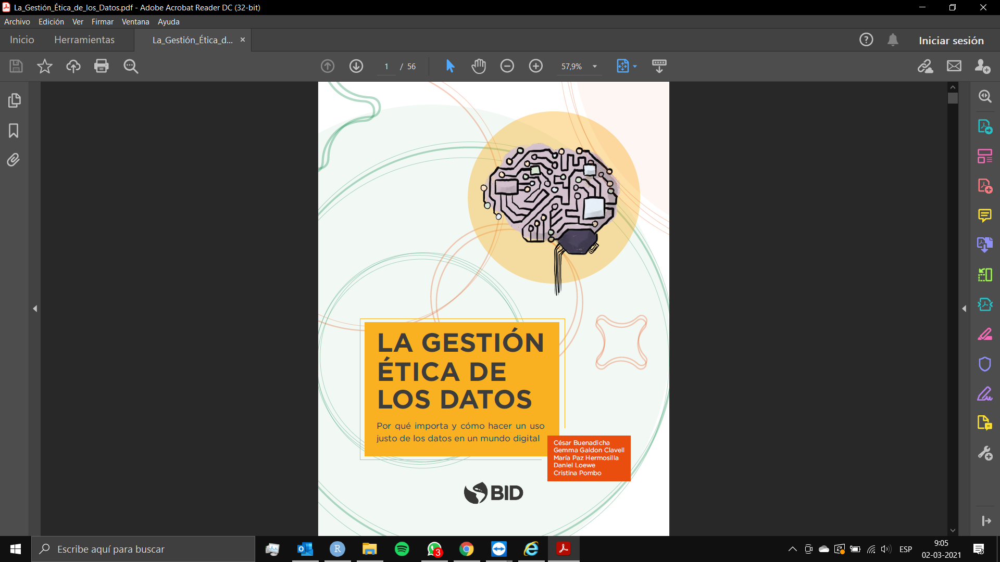 La_Gestión_Ética_de_los_Datos.pdf - Adobe Acrobat Reader DC (32-bit)
Archivo Edición Ver Firmar Ventana Ayuda
Inicio Herramientas La_Gestión_Ética_d... × Iniciar sesión
1 / 56 57,9%
LA GESTIÓN
ÉTICA DE
LOS DATOS
Por qué importa y cómo hacer un uso
justo de los datos en un mundo digital
César Buenadicha
Gemma Galdon Clavell
María Paz Hermosilla
Daniel Loewe
Cristina Pombo
BID
Escribe aquí para buscar
R
3
ESP
9:05
02-03-2021